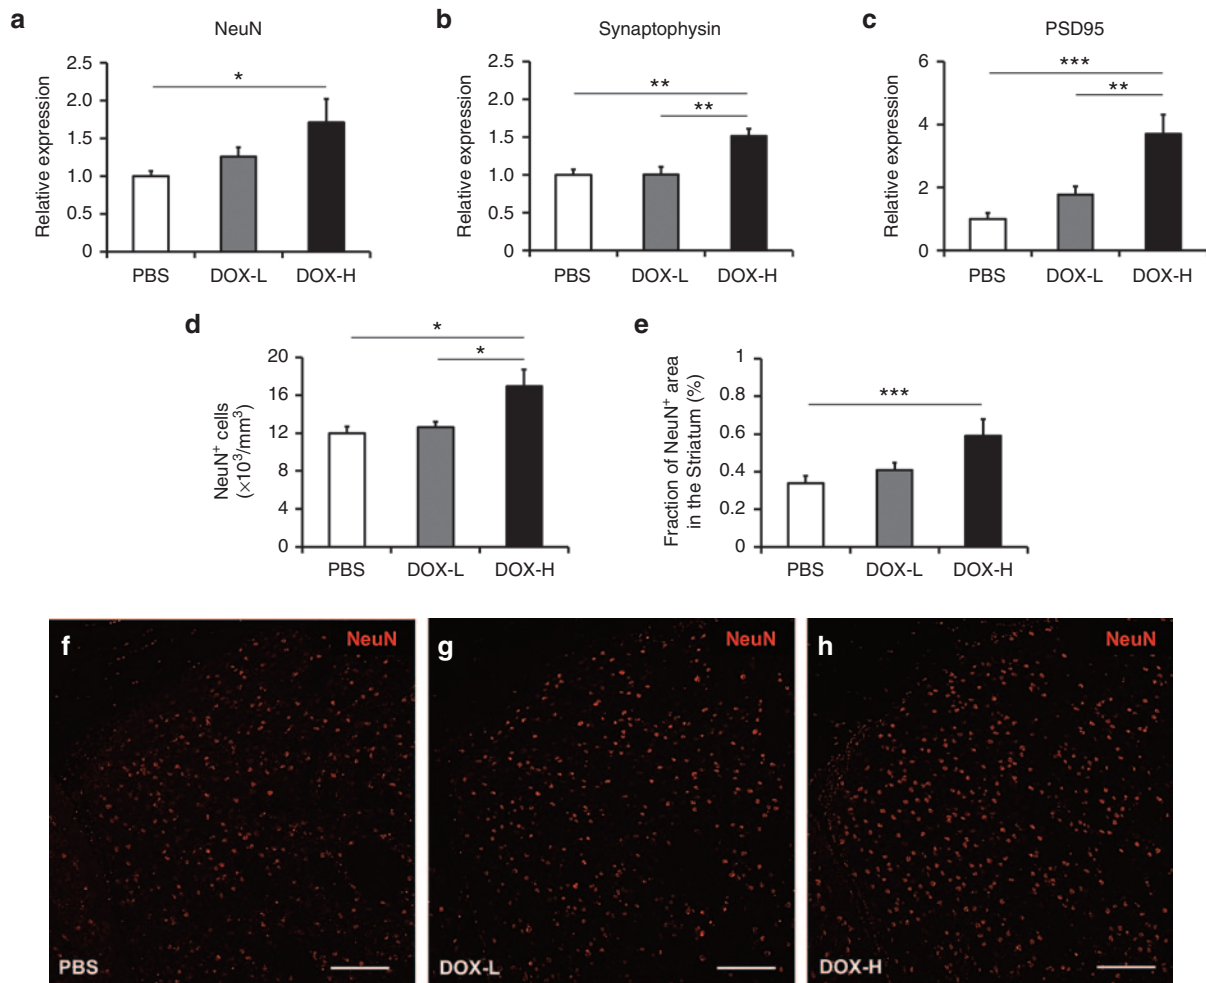 a
NeuN
Relative expression
2.5
2.0
1.5
1.0
0.5
0
*
PBS DOX-L DOX-H
b
Synaptophysin
Relative expression
2.5
2.0
1.5
1.0
0.5
0
**
**
PBS DOX-L DOX-H
c
PSD95
Relative expression
6
4
2
0
***
**
PBS DOX-L DOX-H
d
NeuN⁺ cells
(×10³/mm³)
20
16
12
8
4
0
*
*
PBS DOX-L DOX-H
e
Fraction of NeuN⁺ area
in the Striatum (%)
1
0.8
0.6
0.4
0.2
0
***
PBS DOX-L DOX-H
f
NeuN
PBS
g
NeuN
DOX-L
h
NeuN
DOX-H